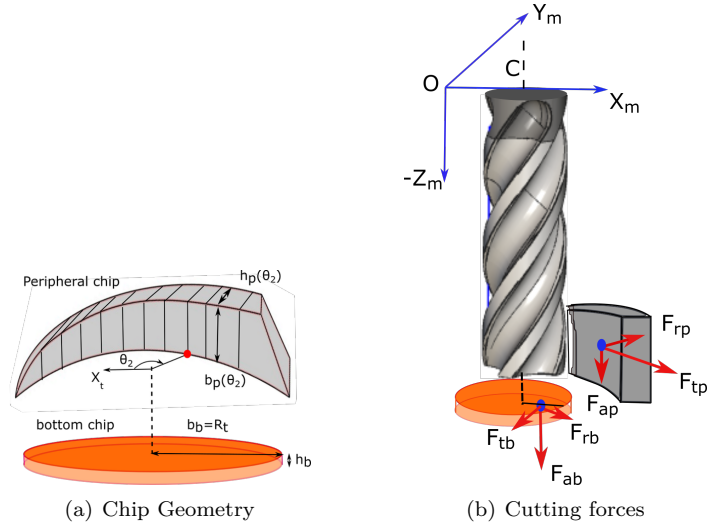 Peripheral chip
hp(θ2)
θ2
Xt
bp(θ2)
bottom chip
bb=Rt
hb
(a) Chip Geometry
Ym
C
O
Xm
-Zm
Frp
Ftp
Fap
Ftb
Frb
Fab
(b) Cutting forces